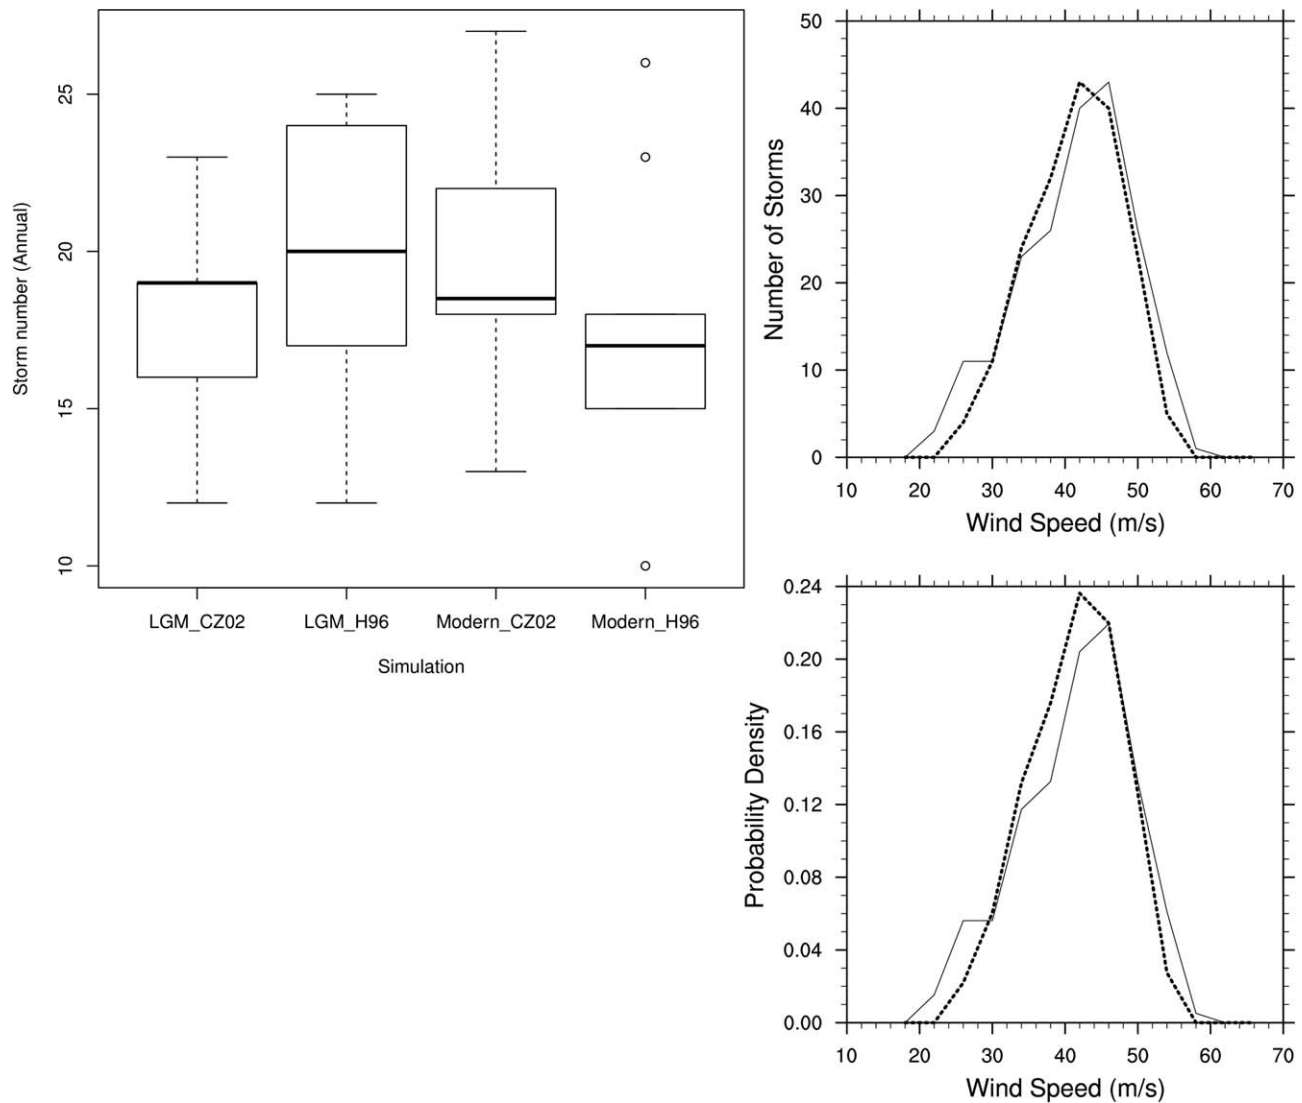 Storm number (Annual)
25
20
15
10
LGM_CZ02 LGM_H96 Modern_CZ02 Modern_H96
Simulation
Number of Storms
50
40
30
20
10
0
10 20 30 40 50 60 70
Wind Speed (m/s)
Probability Density
0.24
0.20
0.16
0.12
0.08
0.04
0.00
10 20 30 40 50 60 70
Wind Speed (m/s)